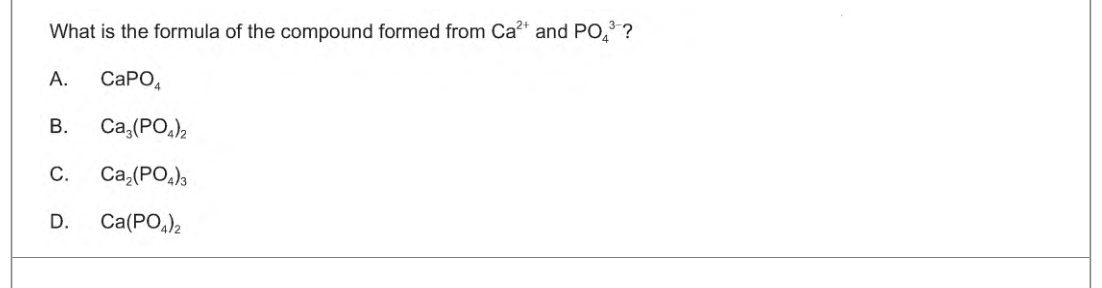 What is the formula of the compound formed from Ca²⁺ and PO₄³⁻?
A. CaPO₄
B. Ca₃(PO₄)₂
C. Ca₂(PO₄)₃
D. Ca(PO₄)₂